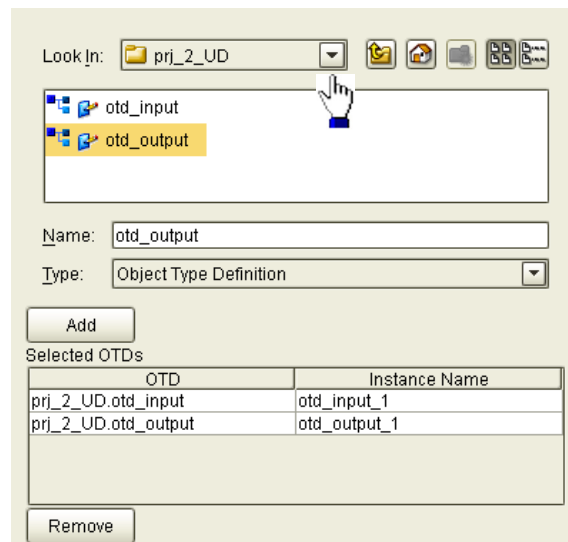 Look In: prj_2_UD
otd_input
otd_output
Name: otd_output
Type: Object Type Definition
Add
Selected OTDs
OTD Instance Name
prj_2_UD.otd_input otd_input_1
prj_2_UD.otd_output otd_output_1
Remove